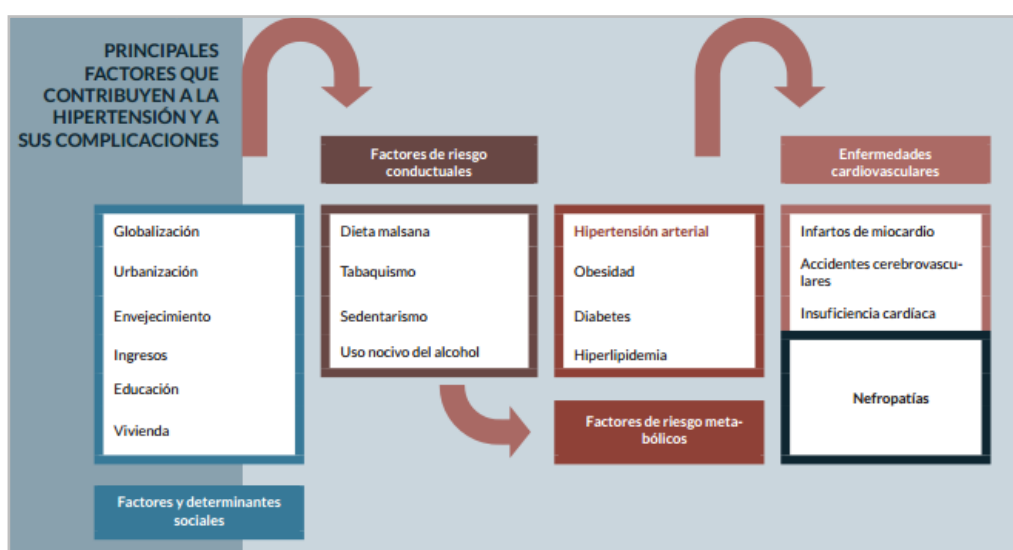 PRINCIPALES
FACTORES QUE
CONTRIBUYEN A LA
HIPERTENSIÓN Y A
SUS COMPLICACIONES
Globalización
Urbanización
Envejecimiento
Ingresos
Educación
Vivienda
Factores y determinantes
sociales
Factores de riesgo
conductuales
Dieta malsana
Tabaquismo
Sedentarismo
Uso nocivo del alcohol
Hipertensión arterial
Obesidad
Diabetes
Hiperlipidemia
Factores de riesgo meta-
bólicos
Enfermedades
cardiovasculares
Infartos de miocardio
Accidentes cerebrovascu-
lares
Insuficiencia cardíaca
Nefropatías